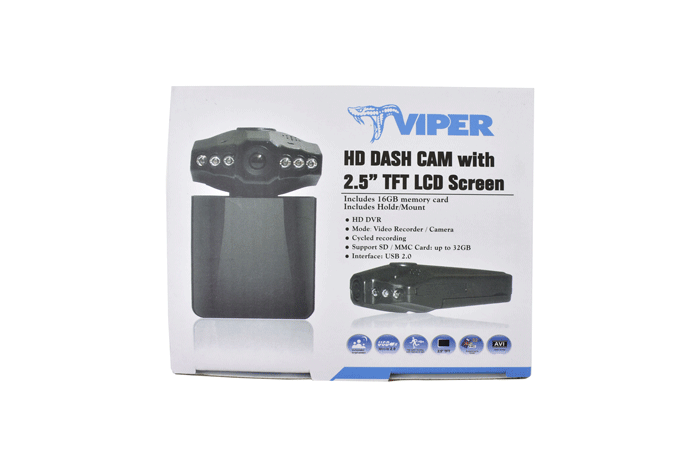 VIPER
HD DASH CAM with
2.5" TFT LCD Screen
Includes 16GB memory card
Includes Holdr/Mount
• HD DVR
• Mode: Video Recorder / Camera
• Cycled recording
• Support SD / MMC Card: up to 32GB
• Interface: USB 2.0
AVI